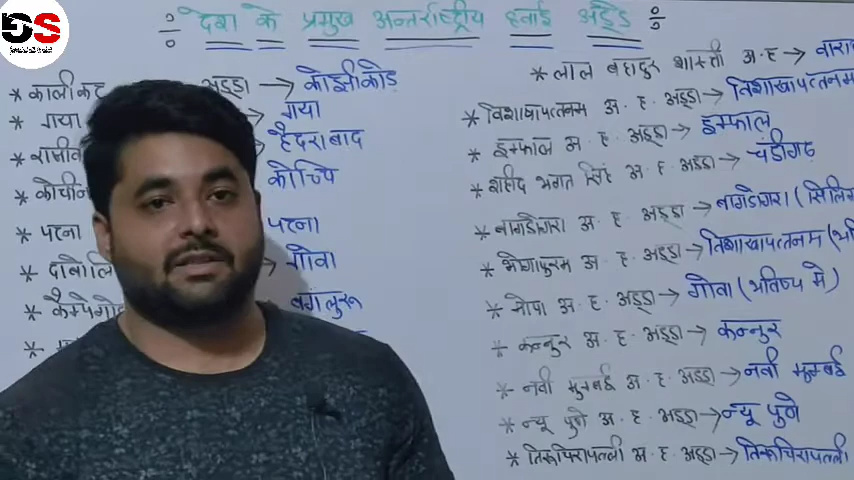 GS
÷ देश के प्रमुख अन्तर्राष्ट्रीय हवाई अड्डे ÷
* कालीकट अड्डा → कोझीकोड़
* गया → गया
* राजीव → हैदराबाद
* कोचीन कोच्चि
* पटना पटना
* दाबोलि → गोवा
* कैम्पेगो बंगलुरू
*
* लाल बहादुर शास्त्री अ. ह → वारा
* विशाखापत्तनम अ. ह. अड्डा → विशाखापत्तनम
* इम्फाल अ. ह. अड्डा → इम्फाल
* शहीद भगत सिंह अ. ह. अड्डा → चंडीगढ़
* बागडोगरा अ. ह. अड्डा → बागडोगरा (सिलि
* भोगापुरम अ. ह. अड्डा → विशाखापत्तनम (भवि
* मोपा अ. ह. अड्डा → गोवा (भविष्य में)
* कन्नुर अ. ह. अड्डा → कन्नुर
* नवी मुम्बई अ. ह. अड्डा → नवी मुम्बई
* न्यू पुणे अ. ह. अड्डा → न्यू पुणे
* तिरूचिरापल्ली अ. ह. अड्डा → तिरूचिरापल्ली